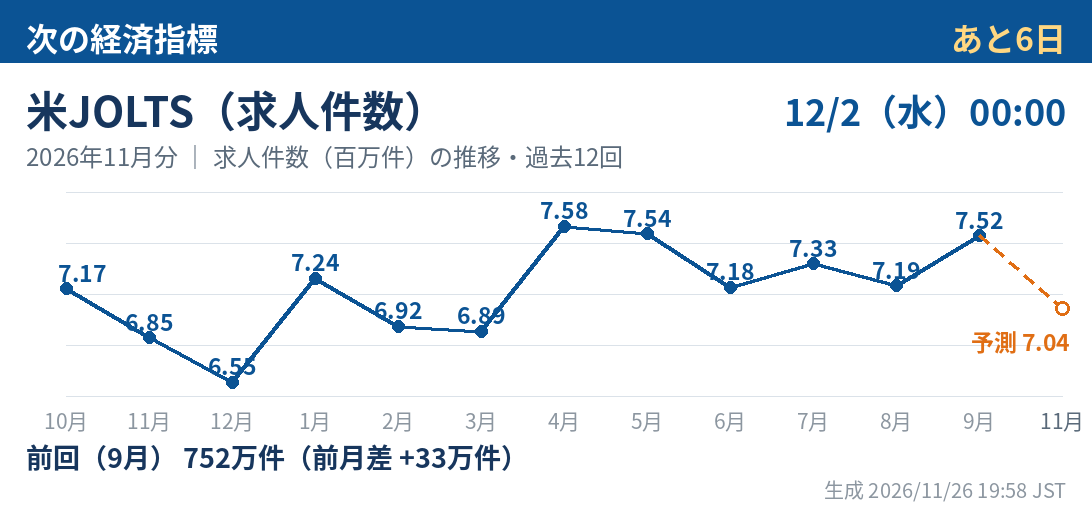 次の経済指標
あと6日
米JOLTS（求人件数）
12/2（水）00:00
2026年11月分 ｜ 求人件数（百万件）の推移・過去12回
7.17
6.85
6.55
7.24
6.92
6.89
7.58
7.54
7.18
7.33
7.19
7.52
予測 7.04
10月 11月 12月 1月 2月 3月 4月 5月 6月 7月 8月 9月 11月
前回（9月） 752万件（前月差 +33万件）
生成 2026/11/26 19:58 JST